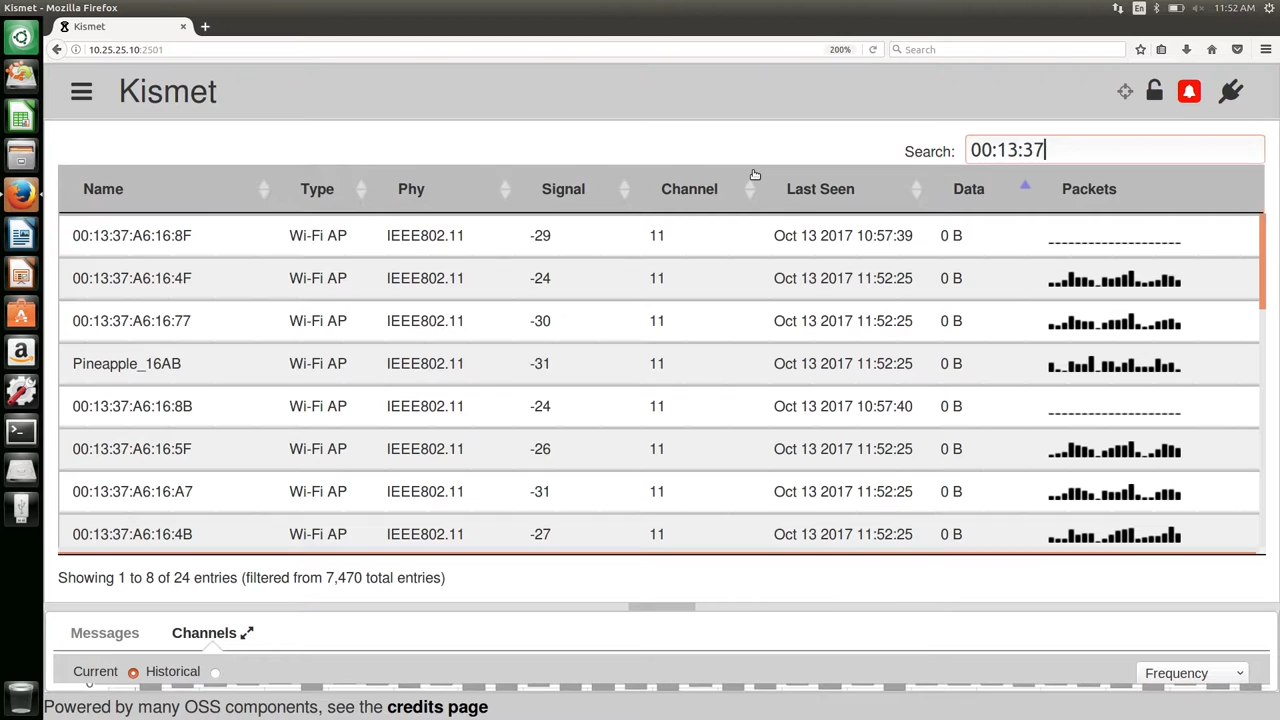 Kismet - Mozilla Firefox
En
11:52 AM
Kismet
10.25.25.10:2501
200%
Search
Kismet
Search: 00:13:37
Name Type Phy Signal Channel Last Seen Data Packets
00:13:37:A6:16:8F Wi-Fi AP IEEE802.11 -29 11 Oct 13 2017 10:57:39 0 B
00:13:37:A6:16:4F Wi-Fi AP IEEE802.11 -24 11 Oct 13 2017 11:52:25 0 B
00:13:37:A6:16:77 Wi-Fi AP IEEE802.11 -30 11 Oct 13 2017 11:52:25 0 B
Pineapple_16AB Wi-Fi AP IEEE802.11 -31 11 Oct 13 2017 11:52:25 0 B
00:13:37:A6:16:8B Wi-Fi AP IEEE802.11 -24 11 Oct 13 2017 10:57:40 0 B
00:13:37:A6:16:5F Wi-Fi AP IEEE802.11 -26 11 Oct 13 2017 11:52:25 0 B
00:13:37:A6:16:A7 Wi-Fi AP IEEE802.11 -31 11 Oct 13 2017 11:52:25 0 B
00:13:37:A6:16:4B Wi-Fi AP IEEE802.11 -27 11 Oct 13 2017 11:52:25 0 B
Showing 1 to 8 of 24 entries (filtered from 7,470 total entries)
Messages Channels
Current Historical Frequency
Powered by many OSS components, see the credits page